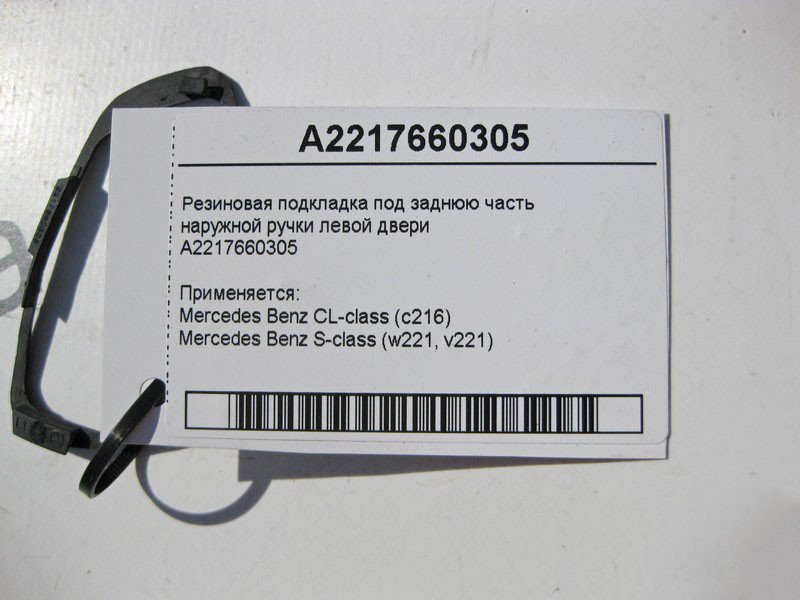 A2217660305
Резиновая подкладка под заднюю часть
наружной ручки левой двери
A2217660305
Применяется:
Mercedes Benz CL-class (c216)
Mercedes Benz S-class (w221, v221)